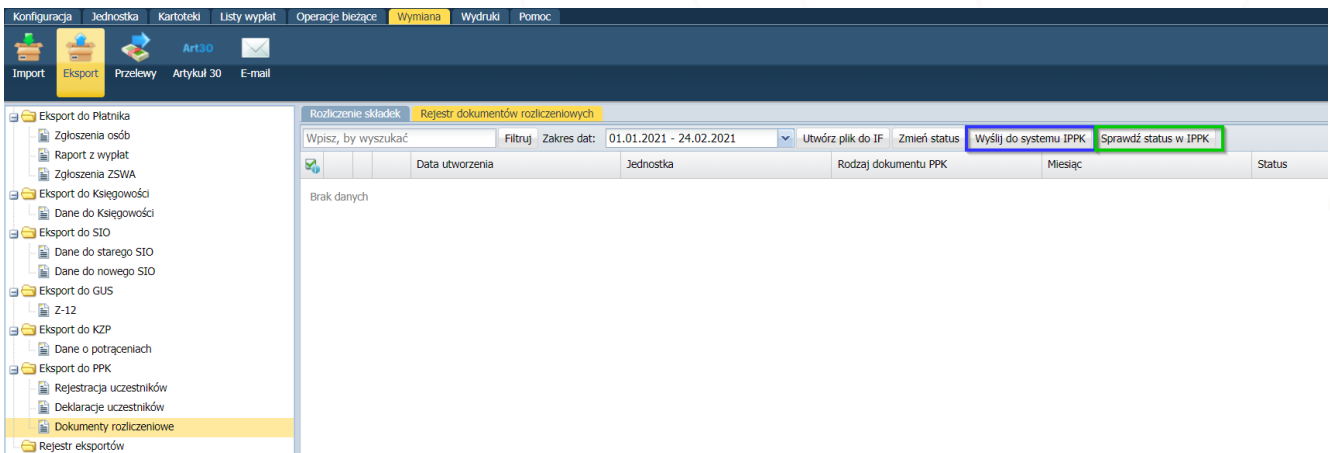 Konfiguracja Jednostka Kartoteki Listy wypłat Operacje bieżące Wymiana Wydruki Pomoc
Art30
Import Eksport Przelewy Artykuł 30 E-mail
Eksport do Płatnika
Zgłoszenia osób
Raport z wypłat
Zgłoszenia ZSWA
Eksport do Księgowości
Dane do Księgowości
Eksport do SIO
Dane do starego SIO
Dane do nowego SIO
Eksport do GUS
Z-12
Eksport do KZP
Dane o potrąceniach
Eksport do PPK
Rejestracja uczestników
Deklaracje uczestników
Dokumenty rozliczeniowe
Rejestr eksportów
Rozliczenie składek Rejestr dokumentów rozliczeniowych
Wpisz, by wyszukać Filtruj Zakres dat: 01.01.2021 - 24.02.2021 Utwórz plik do IF Zmień status Wyślij do systemu IPPK Sprawdź status w IPPK
Data utworzenia Jednostka Rodzaj dokumentu PPK Miesiąc Status
Brak danych